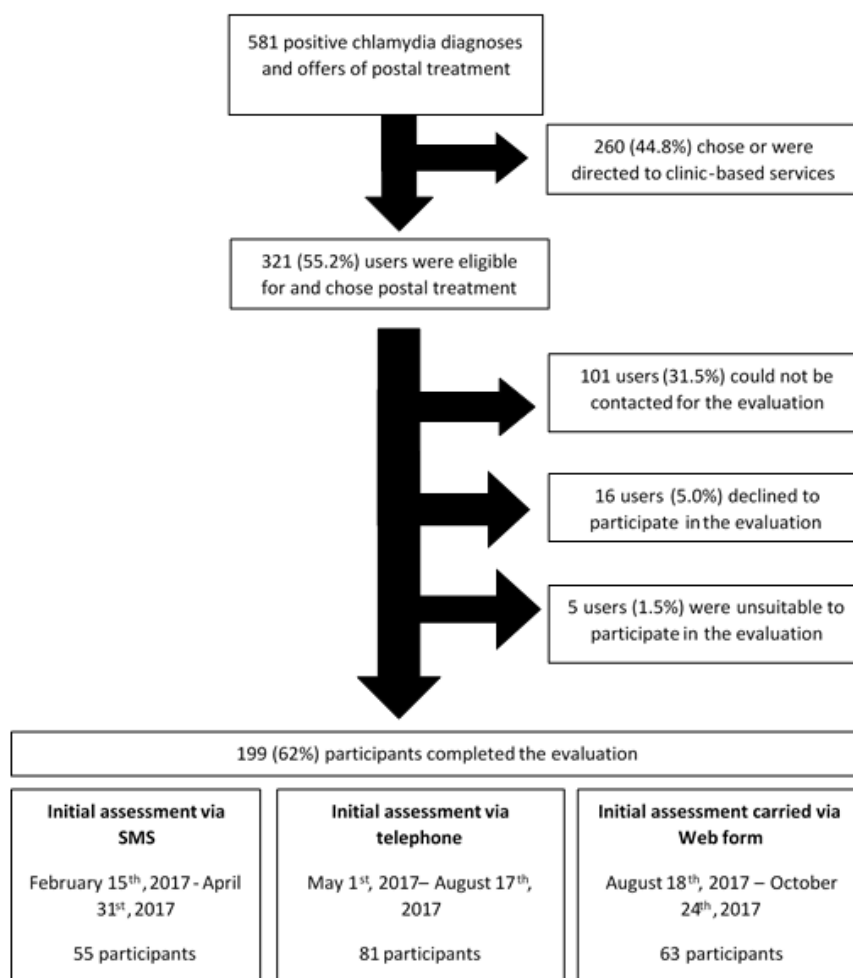 581 positive chlamydia diagnoses
and offers of postal treatment
260 (44.8%) chose or were
directed to clinic-based services
321 (55.2%) users were eligible
for and chose postal treatment
101 users (31.5%) could not be
contacted for the evaluation
16 users (5.0%) declined to
participate in the evaluation
5 users (1.5%) were unsuitable to
participate in the evaluation
199 (62%) participants completed the evaluation
Initial assessment via
SMS
February 15th, 2017 - April
31st, 2017
55 participants
Initial assessment via
telephone
May 1st, 2017– August 17th,
2017
81 participants
Initial assessment carried via
Web form
August 18th, 2017 – October
24th, 2017
63 participants